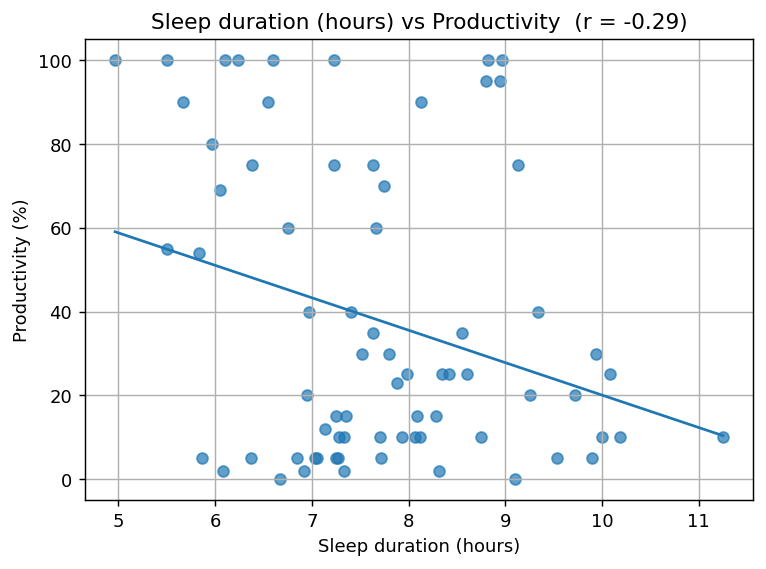 Sleep duration (hours) vs Productivity  (r = -0.29)
Productivity (%)
100
80
60
40
20
0
5 6 7 8 9 10 11
Sleep duration (hours)